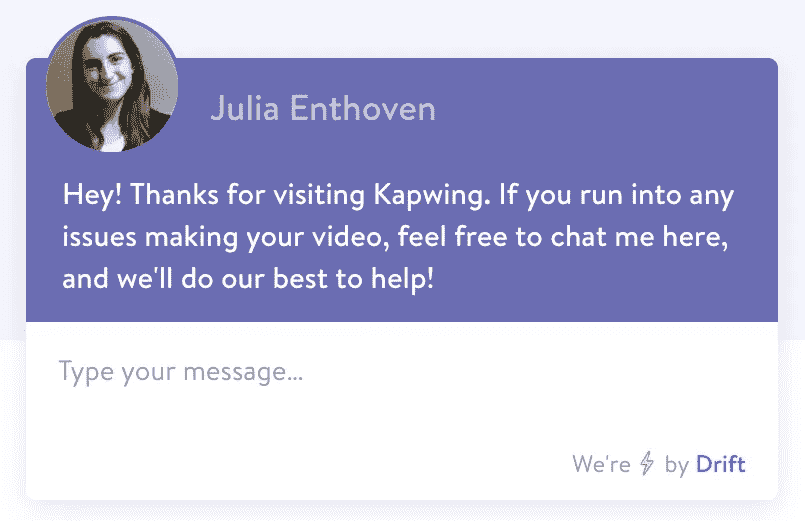 Julia Enthoven
Hey! Thanks for visiting Kapwing. If you run into any
issues making your video, feel free to chat me here,
and we'll do our best to help!
Type your message...
We're by Drift